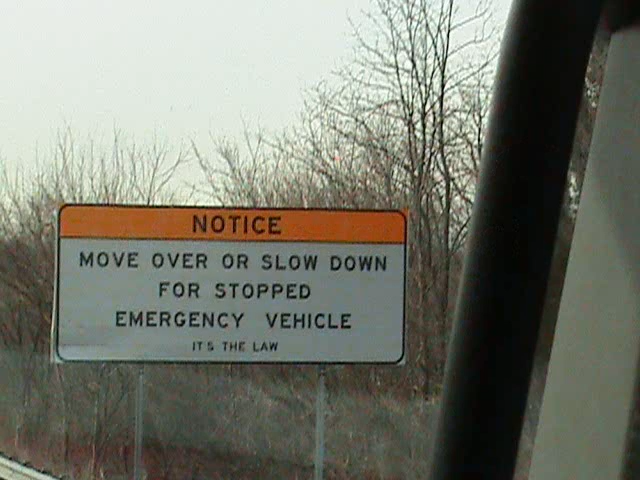 NOTICE
MOVE OVER OR SLOW DOWN
FOR STOPPED
EMERGENCY VEHICLE
IT'S THE LAW